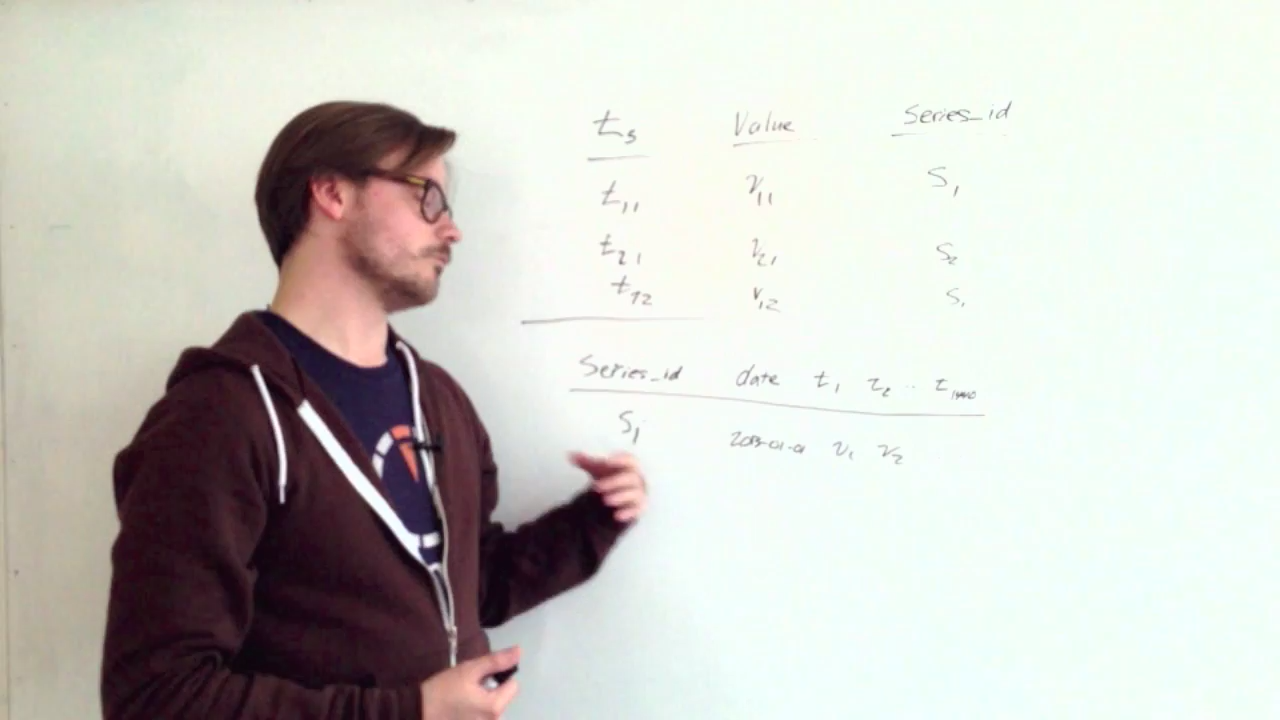 ts Value Series_id
t11 v11 S1
t21 v21 S2
t12 v12 S1
Series_id date t1 t2 .. t1440
S1 2013-01-01 v1 v2